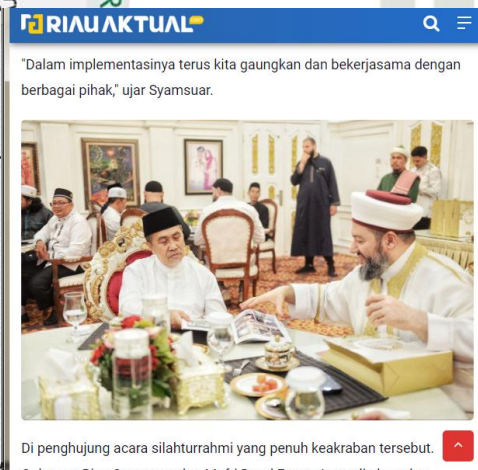 RIAUAKTUAL
"Dalam implementasinya terus kita gaungkan dan bekerjasama dengan
berbagai pihak," ujar Syamsuar.
Di penghujung acara silahturrahmi yang penuh keakraban tersebut.